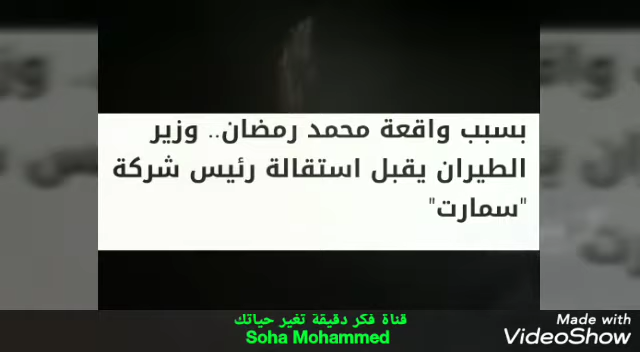 بسبب واقعة محمد رمضان.. وزير
الطيران يقبل استقالة رئيس شركة
"سمارت"
قناة فكر دقيقة تغير حياتك
Soha Mohammed
Made with
VideoShow